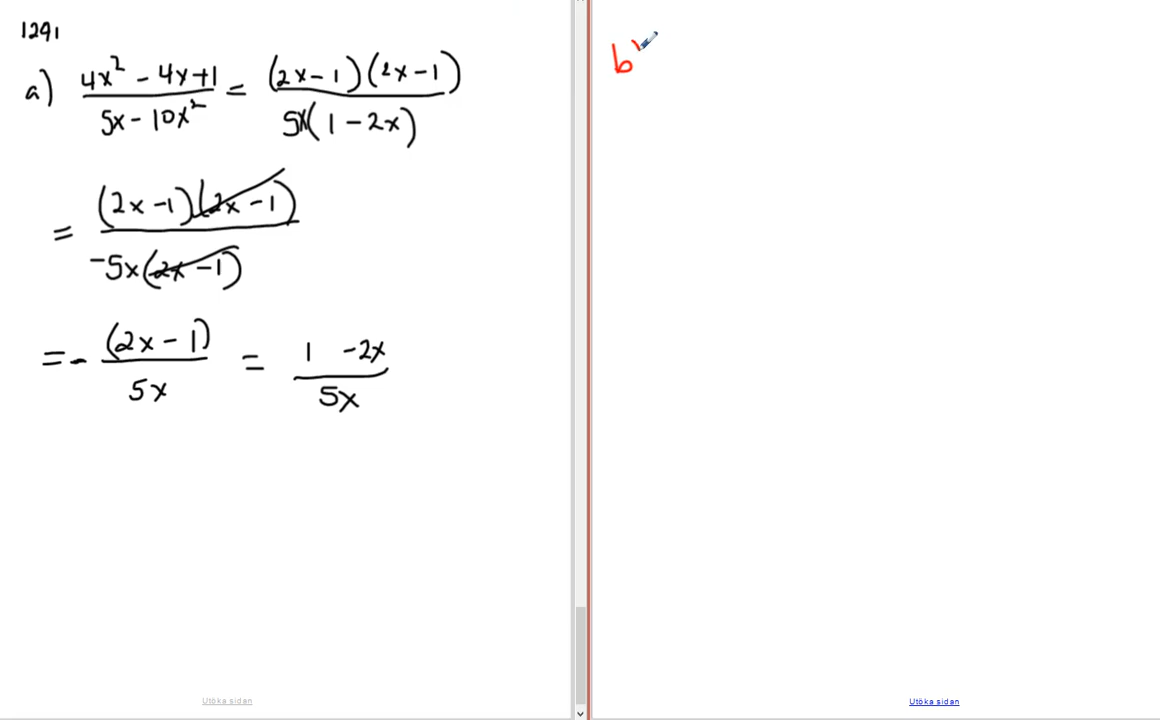 1291
a) (4x² - 4x + 1)/(5x - 10x²) = ((2x - 1)(2x - 1))/(5x(1 - 2x))
= ((2x - 1)(2x - 1))/(-5x(2x - 1))
= - (2x - 1)/(5x) = (1 - 2x)/(5x)
Utöka sidan
b)
Utöka sidan